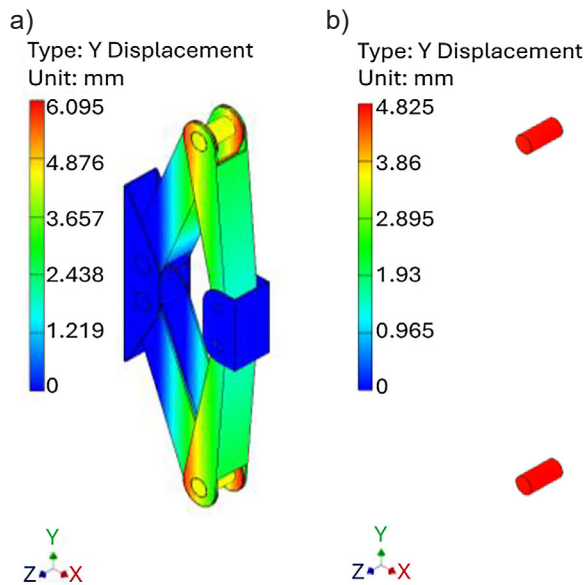 a)
Type: Y Displacement
Unit: mm
6.095
4.876
3.657
2.438
1.219
0
Y
Z
X
b)
Type: Y Displacement
Unit: mm
4.825
3.86
2.895
1.93
0.965
0
Y
Z
X